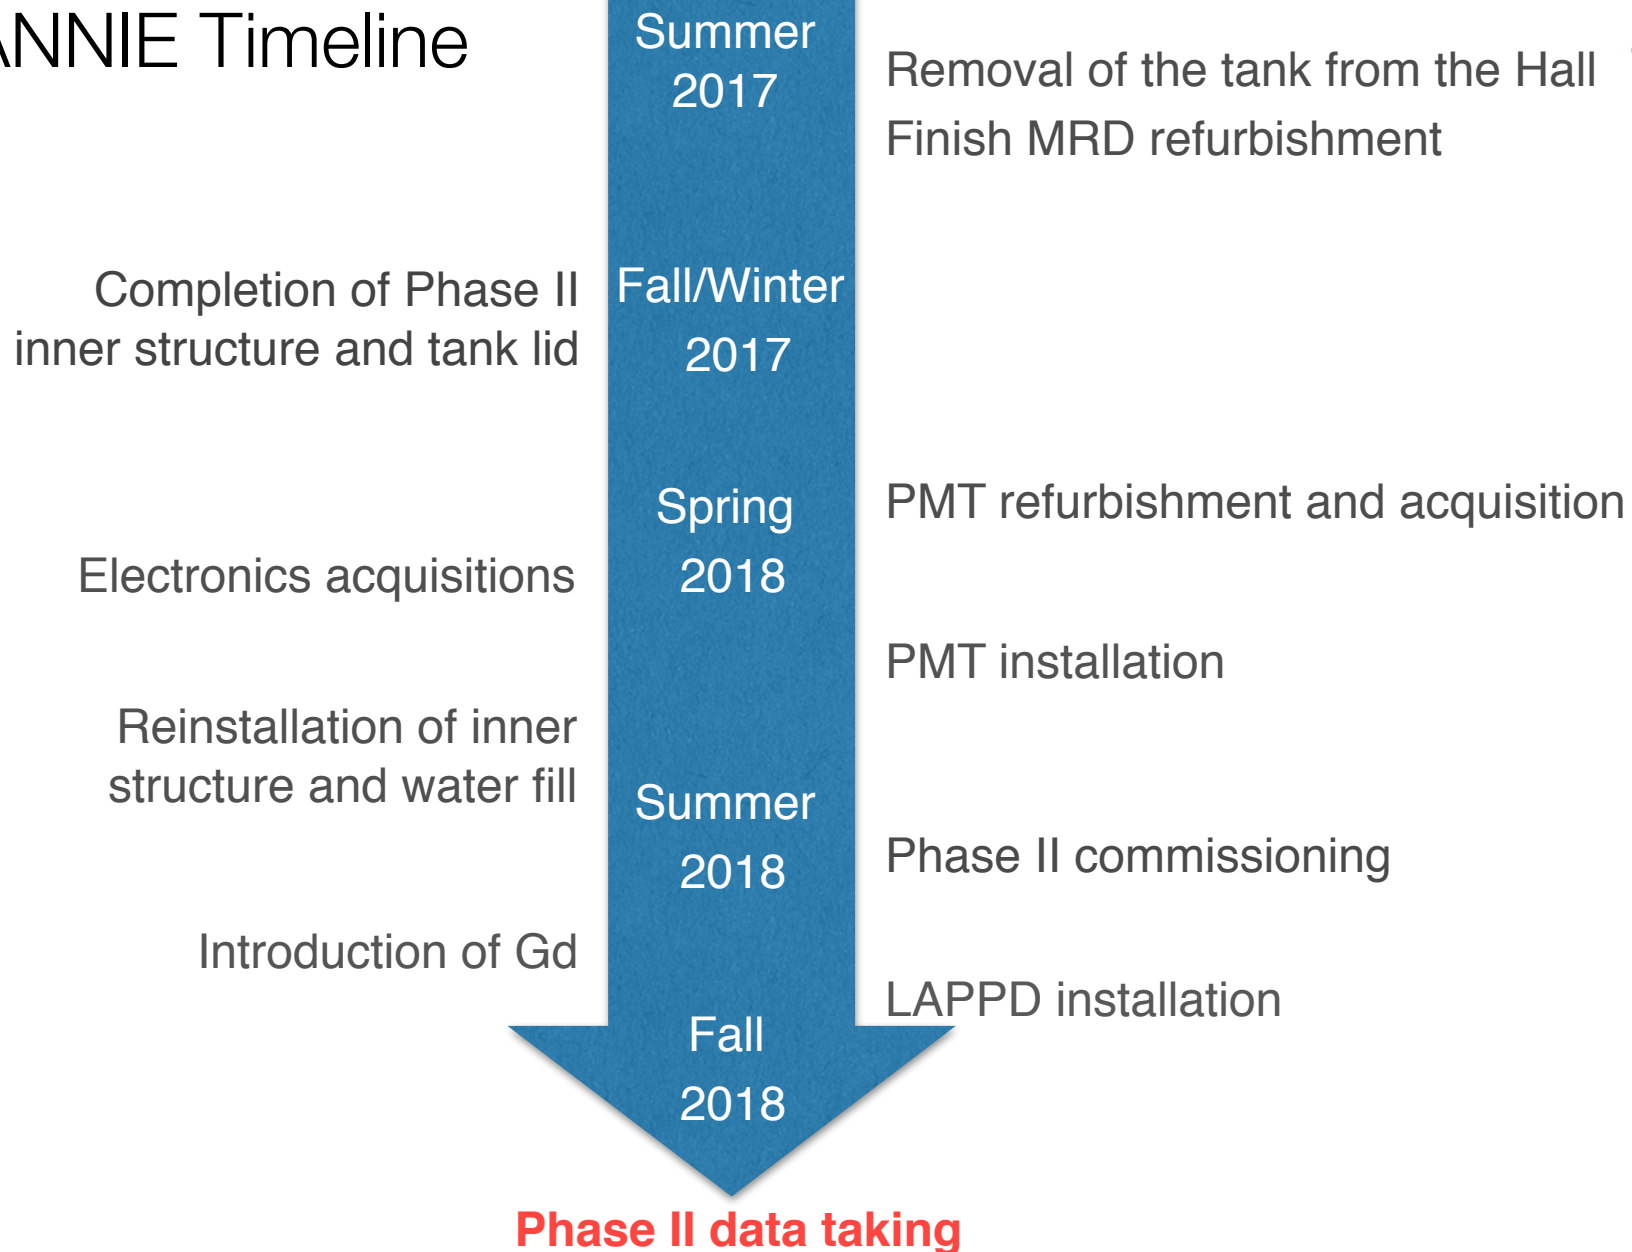 ANNIE Timeline
Summer
2017
Removal of the tank from the Hall
Finish MRD refurbishment
Completion of Phase II
inner structure and tank lid
Fall/Winter
2017
Spring
2018
PMT refurbishment and acquisition
Electronics acquisitions
PMT installation
Reinstallation of inner
structure and water fill
Summer
2018
Phase II commissioning
Introduction of Gd
LAPPD installation
Fall
2018
Phase II data taking